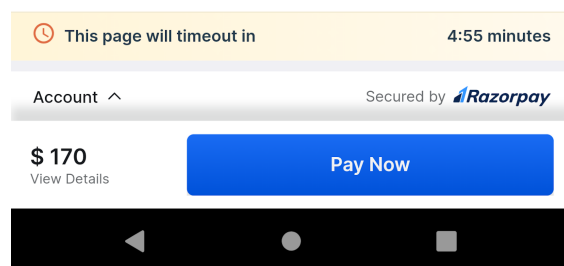 This page will timeout in 4:55 minutes
Account Secured by Razorpay
$ 170
View Details
Pay Now